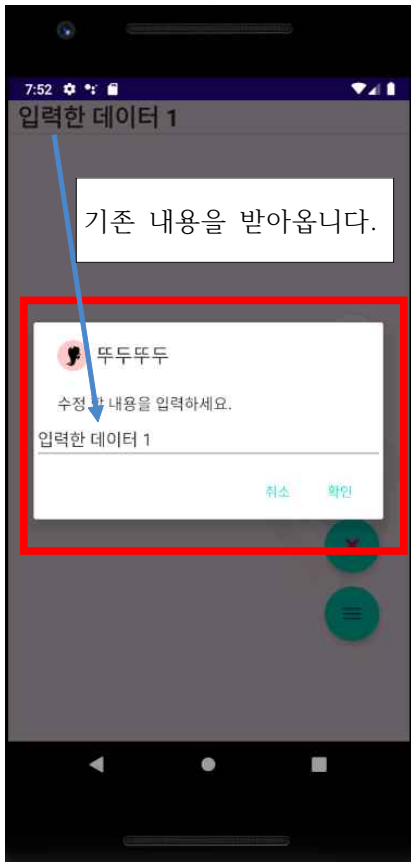 7:52
입력한 데이터 1
기존 내용을 받아옵니다.
뚜두뚜두
수정 할 내용을 입력하세요.
입력한 데이터 1
취소 확인